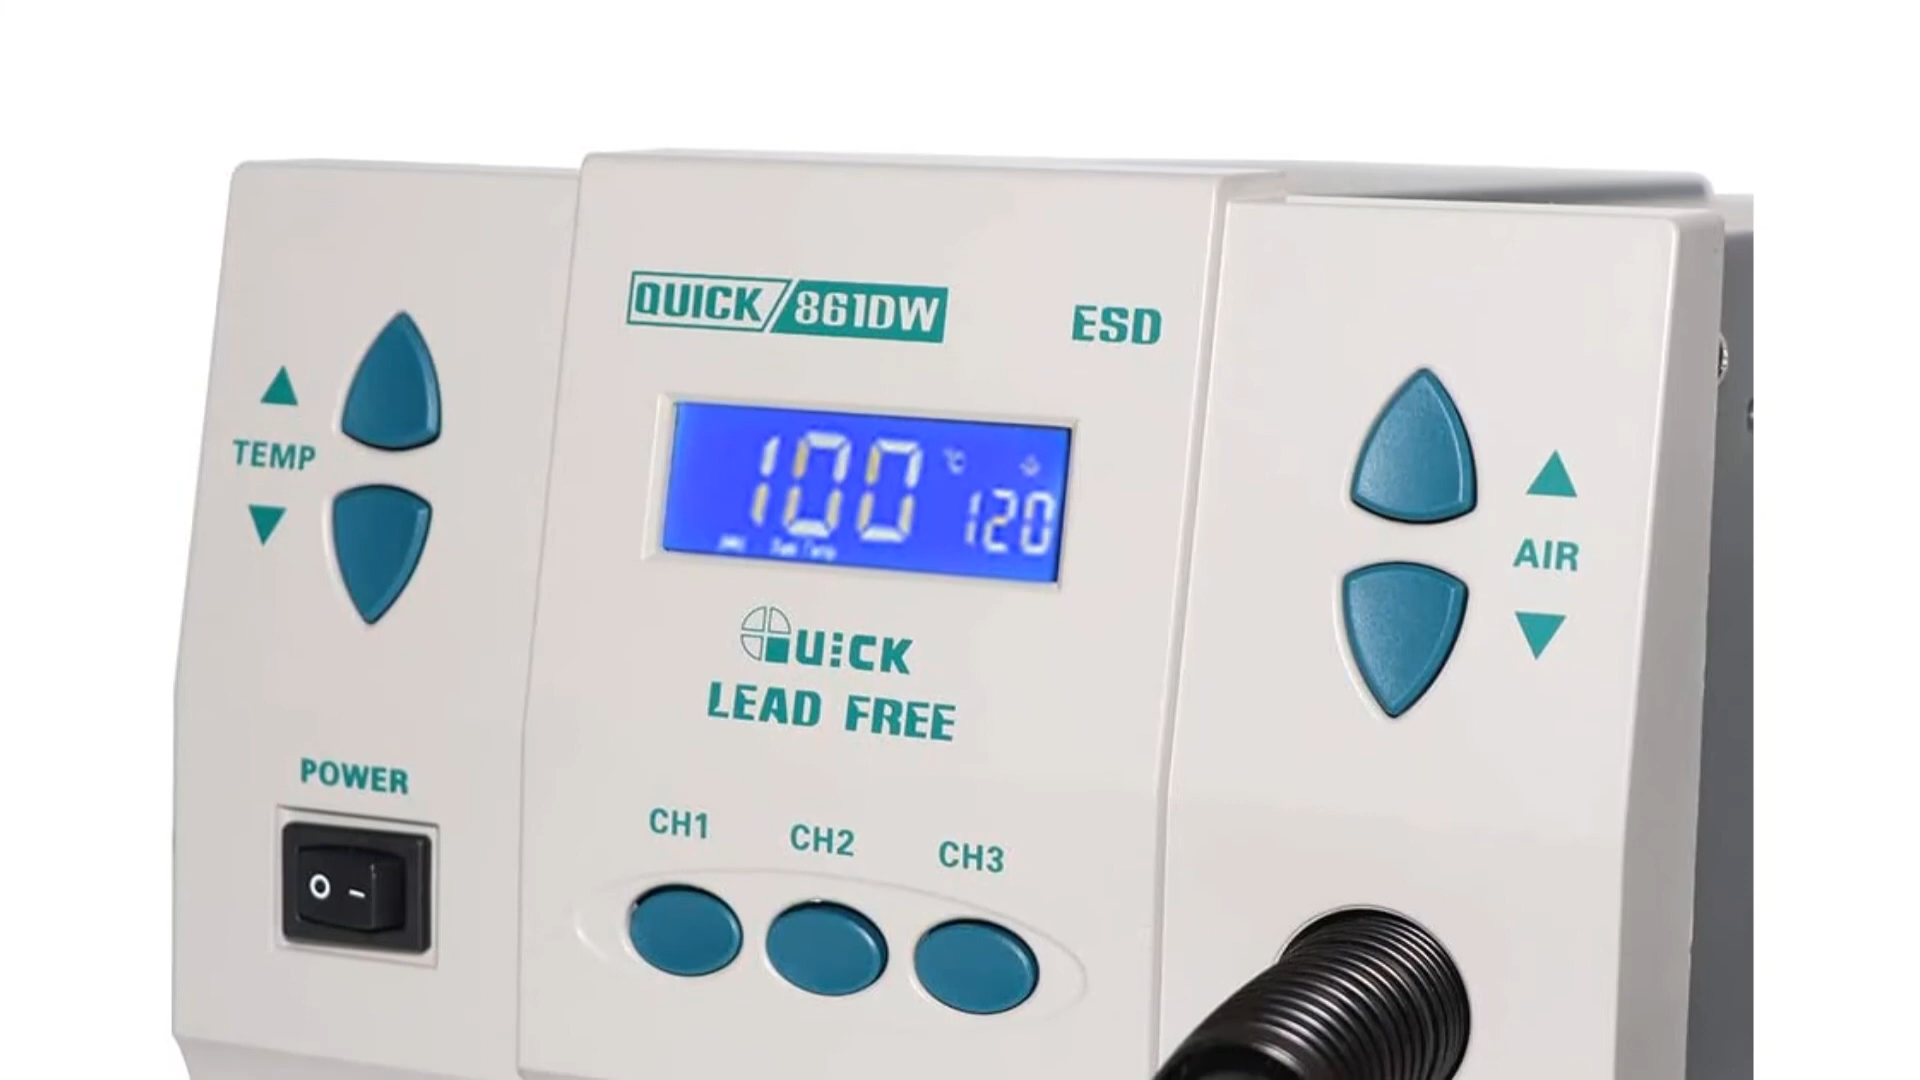 QUICK/861DW
ESD
TEMP
100 °C
120
AIR
QUICK
LEAD FREE
POWER
CH1
CH2
CH3